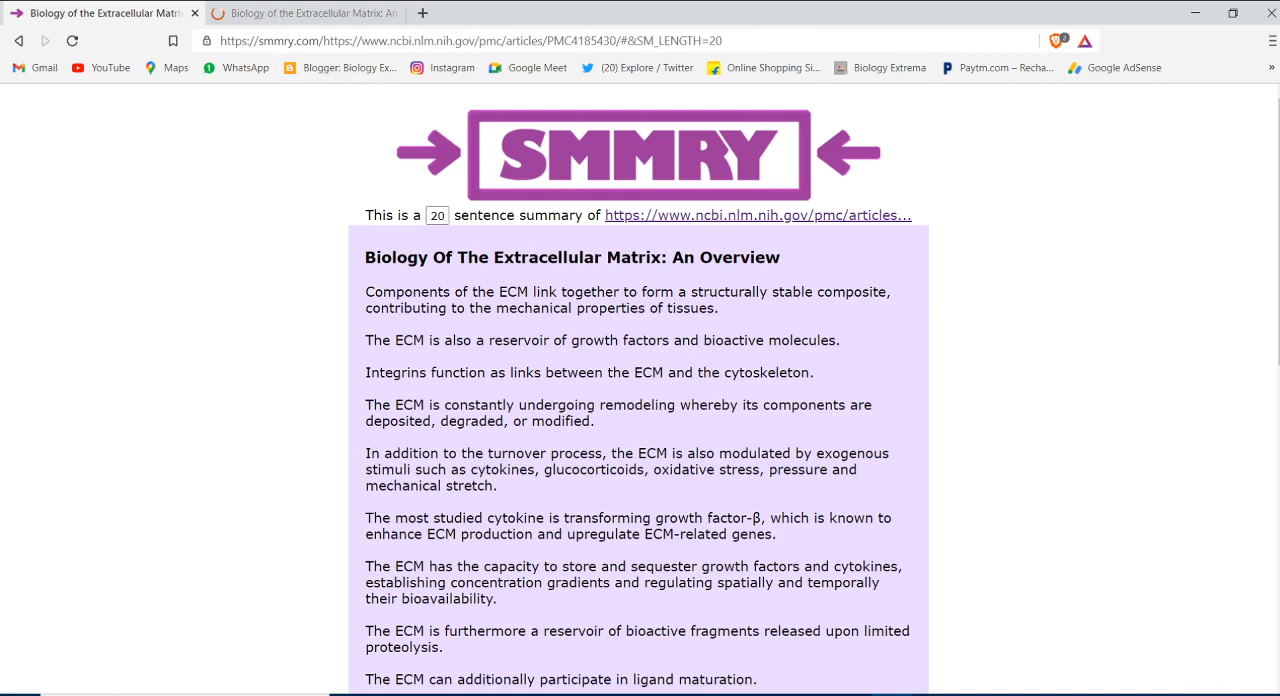 Biology of the Extracellular Matri
Biology of the Extracellular Matrix: An
https://smmry.com/https://www.ncbi.nlm.nih.gov/pmc/articles/PMC4185430/#&SM_LENGTH=20
2
Gmail YouTube Maps 1 WhatsApp Blogger: Biology Ex... Instagram Google Meet (20) Explore / Twitter Online Shopping Si... Biology Extrema Paytm.com – Recha... Google AdSense »
SMMRY
This is a 20 sentence summary of https://www.ncbi.nlm.nih.gov/pmc/articles...
Biology Of The Extracellular Matrix: An Overview
Components of the ECM link together to form a structurally stable composite,
contributing to the mechanical properties of tissues.
The ECM is also a reservoir of growth factors and bioactive molecules.
Integrins function as links between the ECM and the cytoskeleton.
The ECM is constantly undergoing remodeling whereby its components are
deposited, degraded, or modified.
In addition to the turnover process, the ECM is also modulated by exogenous
stimuli such as cytokines, glucocorticoids, oxidative stress, pressure and
mechanical stretch.
The most studied cytokine is transforming growth factor-β, which is known to
enhance ECM production and upregulate ECM-related genes.
The ECM has the capacity to store and sequester growth factors and cytokines,
establishing concentration gradients and regulating spatially and temporally
their bioavailability.
The ECM is furthermore a reservoir of bioactive fragments released upon limited
proteolysis.
The ECM can additionally participate in ligand maturation.